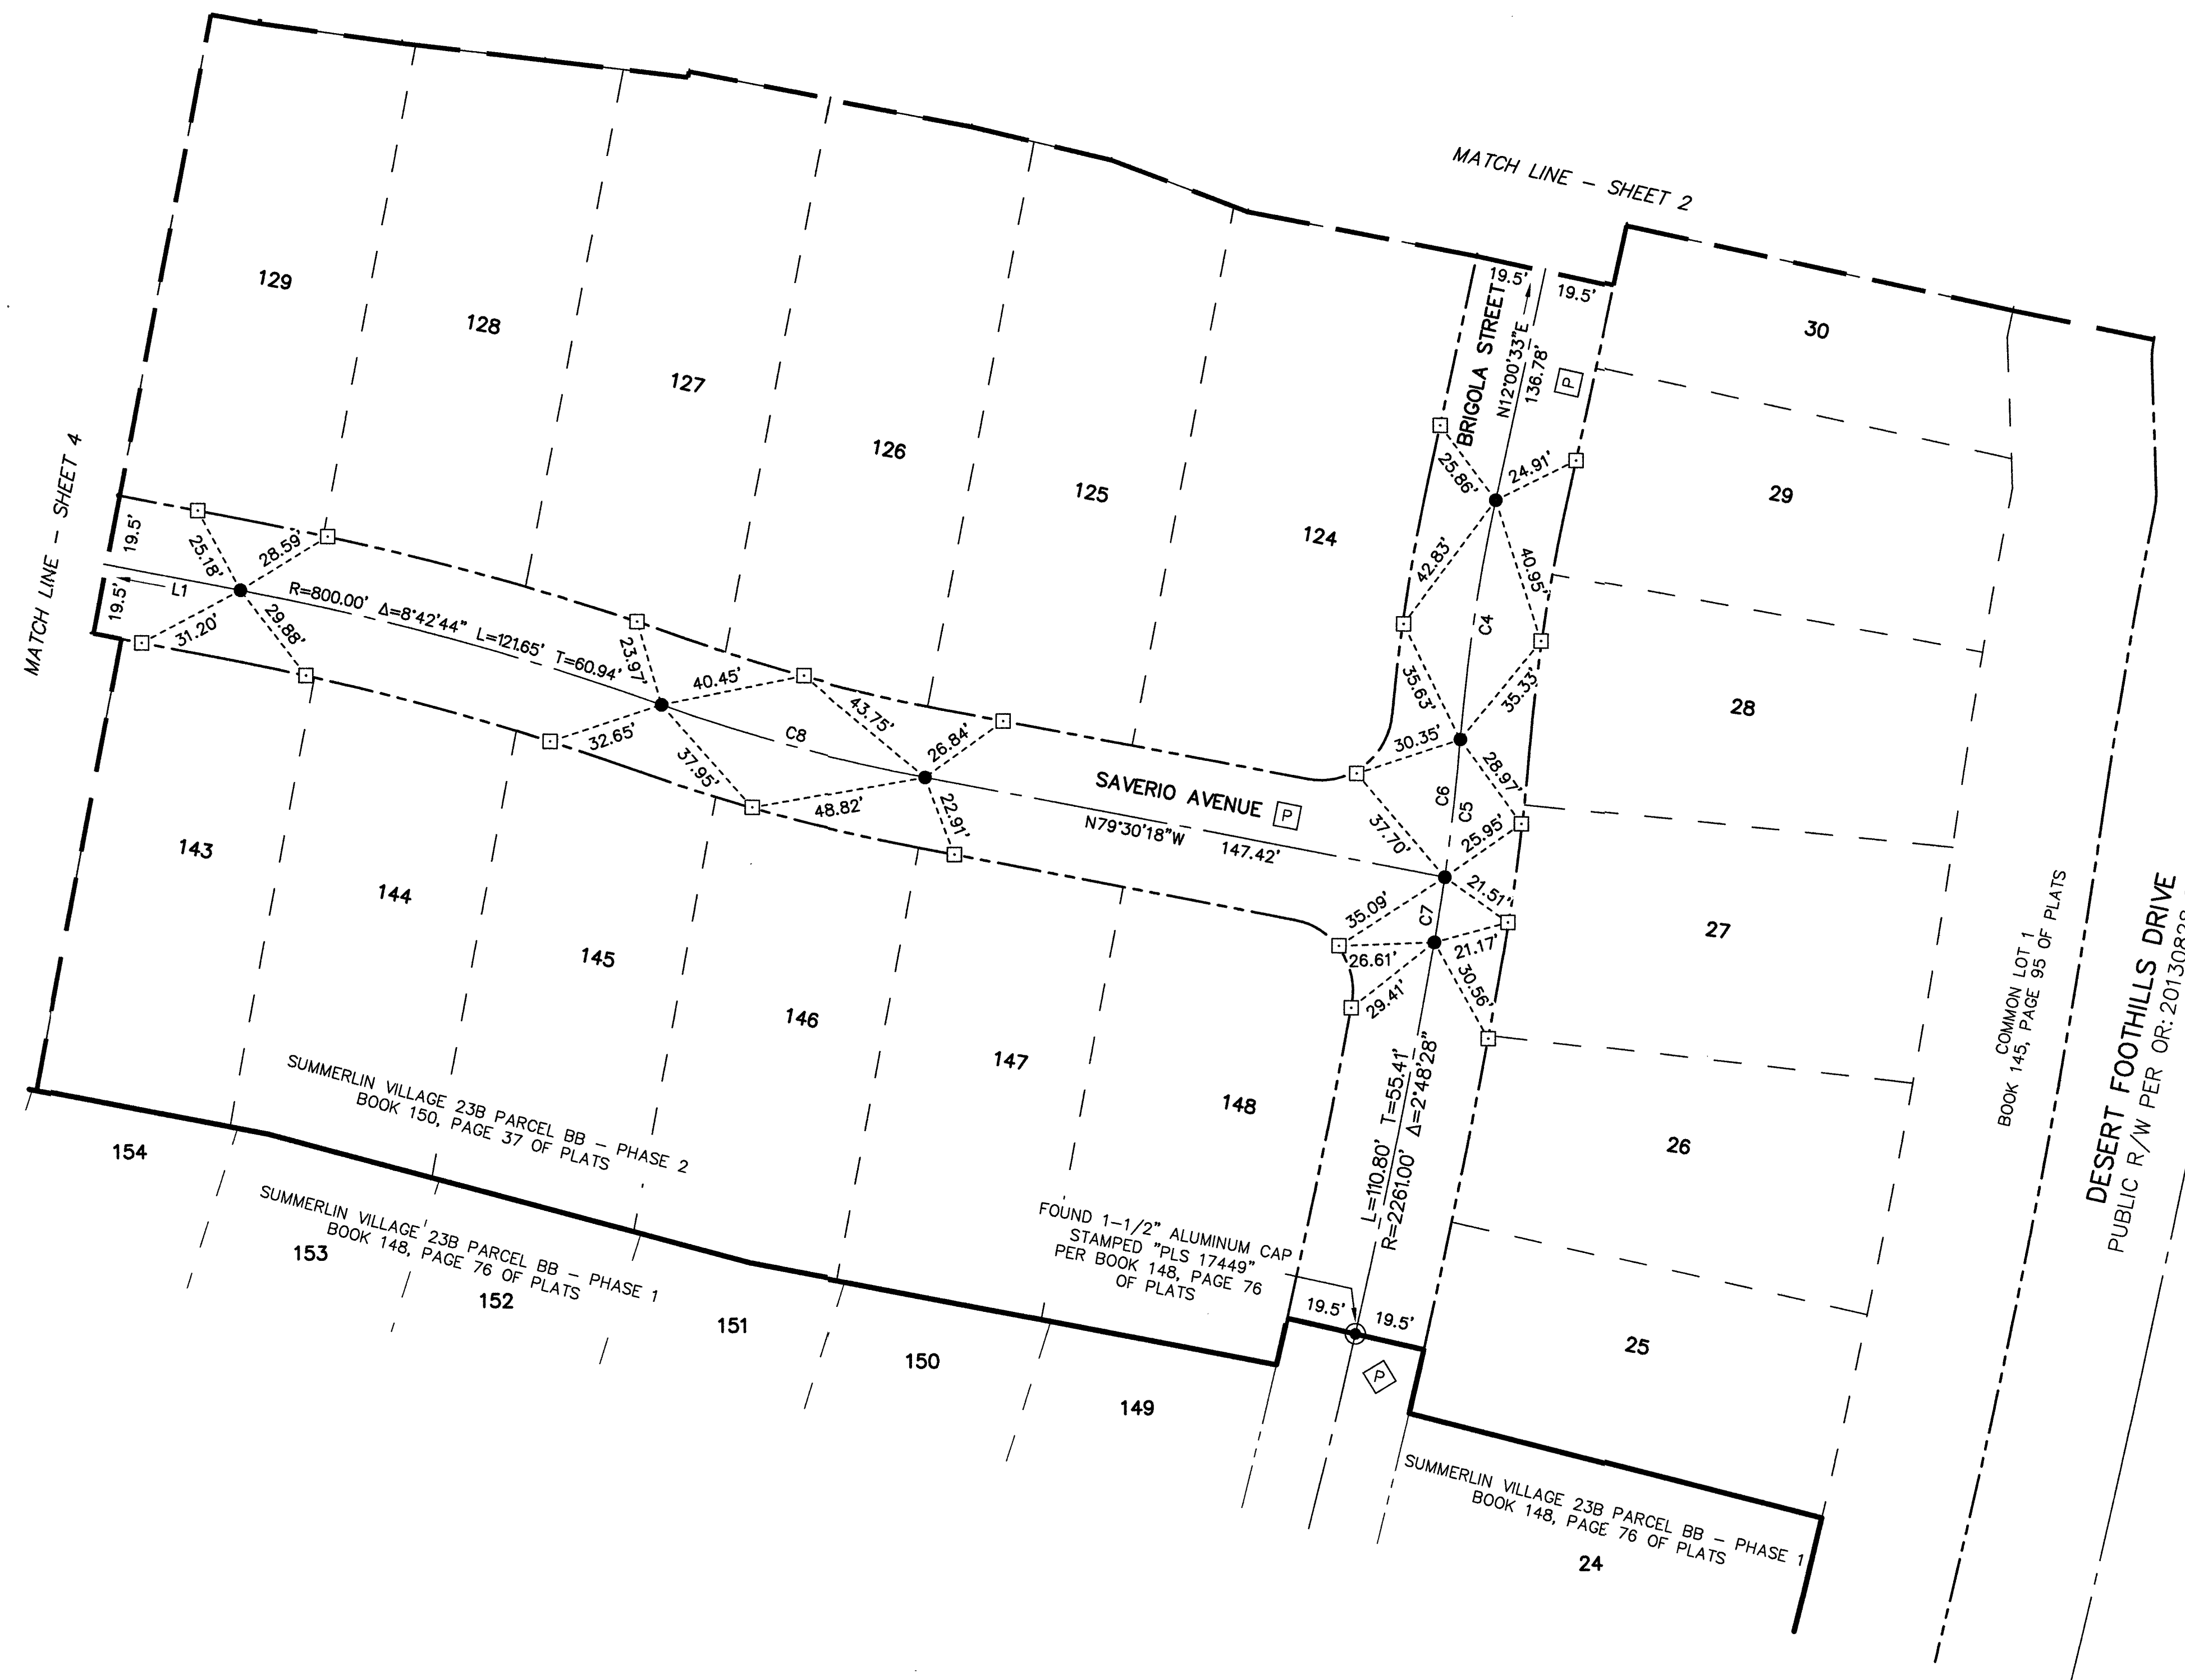 MATCH LINE - SHEET 2
MATCH LINE - SHEET 4
129
128
127
126
125
124
30
29
28
27
26
25
24
143
144
145
146
147
148
154
153
152
151
150
149
19.5'
19.5'
BRIGOLA STREET
N12°00'33"E
136.78'
P
25.86'
24.91'
42.83'
40.95'
C4
35.63'
35.33'
30.35'
28.97'
C6
C5
37.70'
25.95'
35.09'
21.51'
C7
26.61'
21.17'
29.41'
30.56'
L=110.80' T=55.41'
R=2261.00' Δ=2°48'28"
19.5'
19.5'
P
19.5'
19.5'
L1
25.18'
28.59'
31.20'
29.88'
R=800.00' Δ=8°42'44" L=121.65' T=60.94'
23.97'
40.45'
32.65'
37.95'
C8
43.75'
26.84'
48.82'
22.91'
SAVERIO AVENUE P
N79°30'18"W 147.42'
SUMMERLIN VILLAGE 23B PARCEL BB - PHASE 2
BOOK 150, PAGE 37 OF PLATS
SUMMERLIN VILLAGE 23B PARCEL BB - PHASE 1
BOOK 148, PAGE 76 OF PLATS
FOUND 1-1/2" ALUMINUM CAP
STAMPED "PLS 17449"
PER BOOK 148, PAGE 76
OF PLATS
SUMMERLIN VILLAGE 23B PARCEL BB - PHASE 1
BOOK 148, PAGE 76 OF PLATS
COMMON LOT 1
BOOK 145, PAGE 95 OF PLATS
DESERT FOOTHILLS DRIVE
PUBLIC R/W PER OR: 20130828